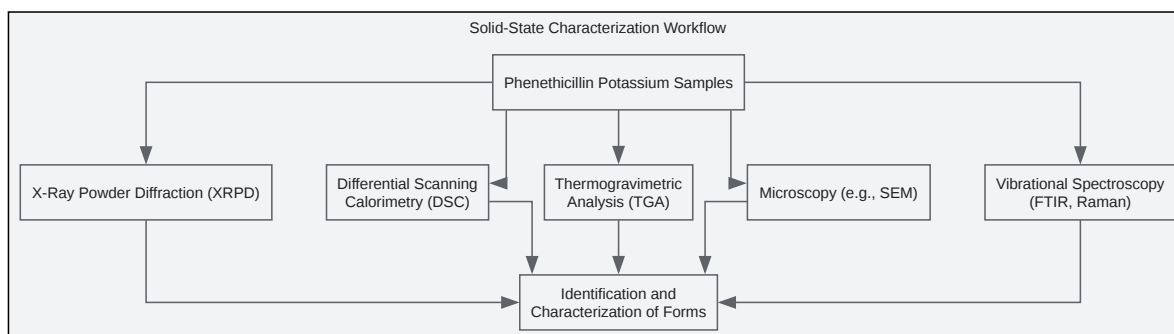 Solid-State Characterization Workflow
Phenethicillin Potassium Samples
X-Ray Powder Diffraction (XRPD)
Differential Scanning
Calorimetry (DSC)
Thermogravimetric
Analysis (TGA)
Microscopy (e.g., SEM)
Vibrational Spectroscopy
(FTIR, Raman)
Identification and
Characterization of Forms